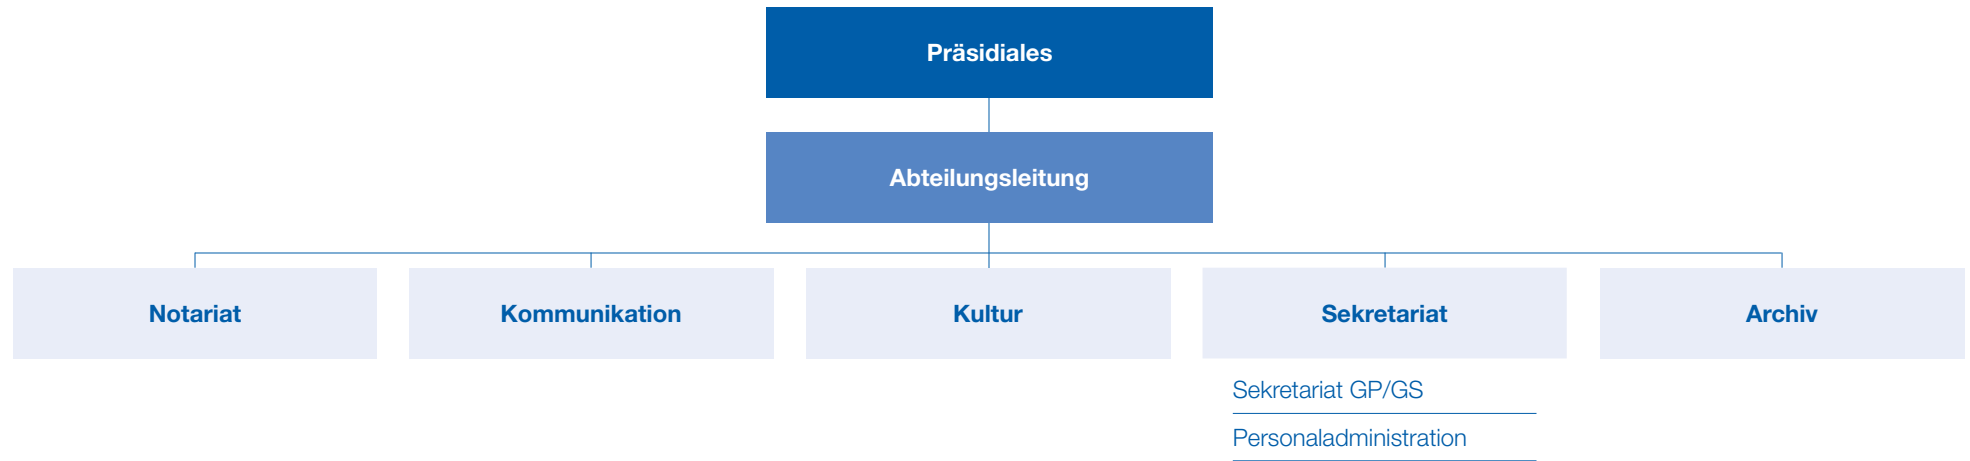 Präsidiales
Abteilungsleitung
Notariat
Kommunikation
Kultur
Sekretariat
Archiv
Sekretariat GP/GS
Personaladministration